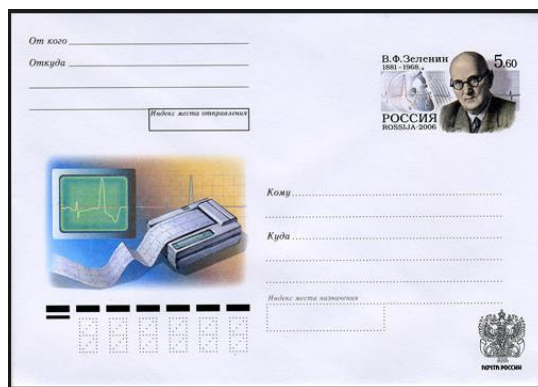 От кого
Откуда
Индекс места отправления
В.Ф.Зеленин
1881-1968
5.60
РОССИЯ
ROSSIJA·2006
Кому
Куда
Индекс места назначения
ПОЧТА РОССИИ